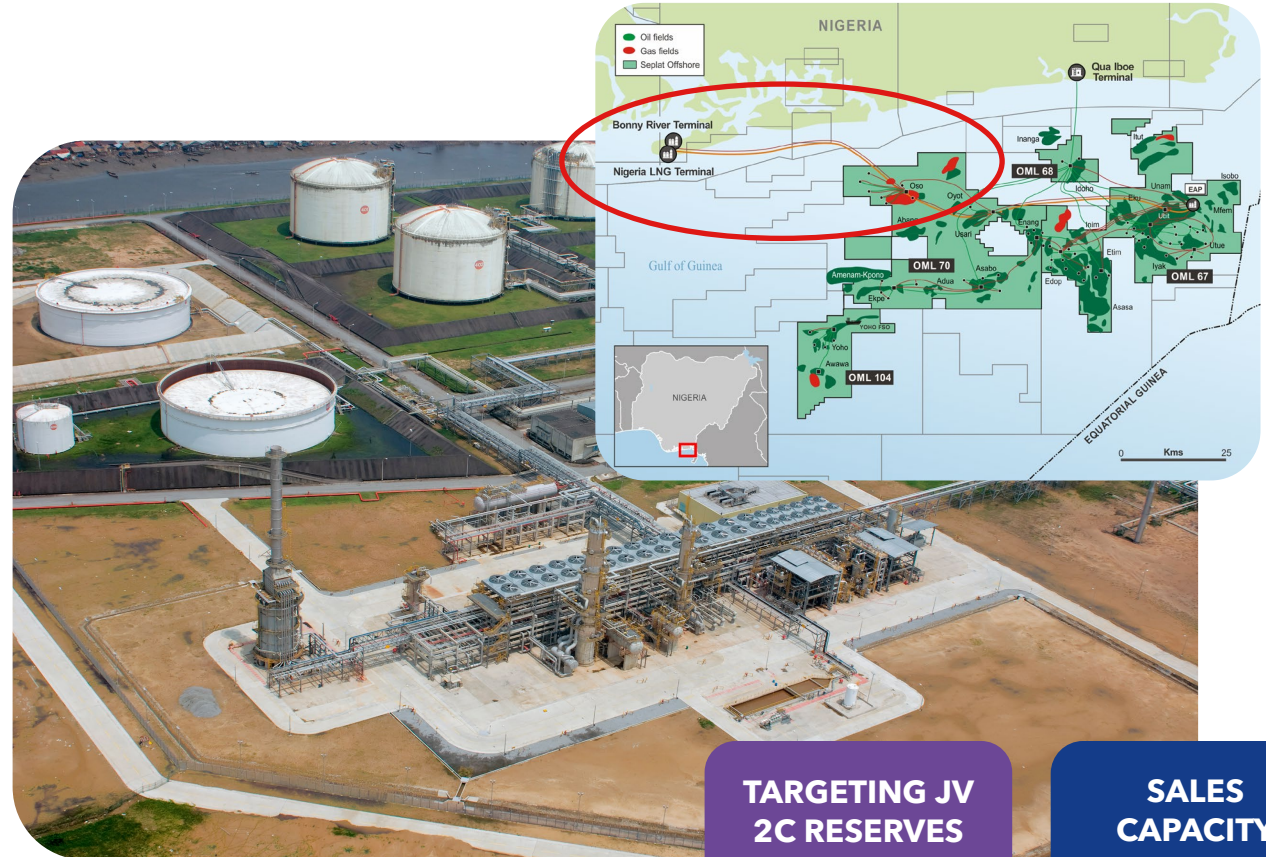 NIGERIA
Oil fields
Gas fields
Seplat Offshore
Qua Iboe
Terminal
Bonny River Terminal
Nigeria LNG Terminal
Inanga
Itut
OML 68
Idoho
Isobo
Unam
EAP
Oso
Oyot
Eku
Ubit
Mfem
Enang
Abang
Usari
Inim
Utue
Etim
Iyak
OML 67
Gulf of Guinea
OML 70
Asabo
Edop
Amenam-Kpono
Adua
Ekpe
Asasa
YOHO FSO
Yoho
Awawa
OML 104
NIGERIA
EQUATORIAL GUINEA
0 Kms 25
TARGETING JV
2C RESERVES
SALES
CAPACITY